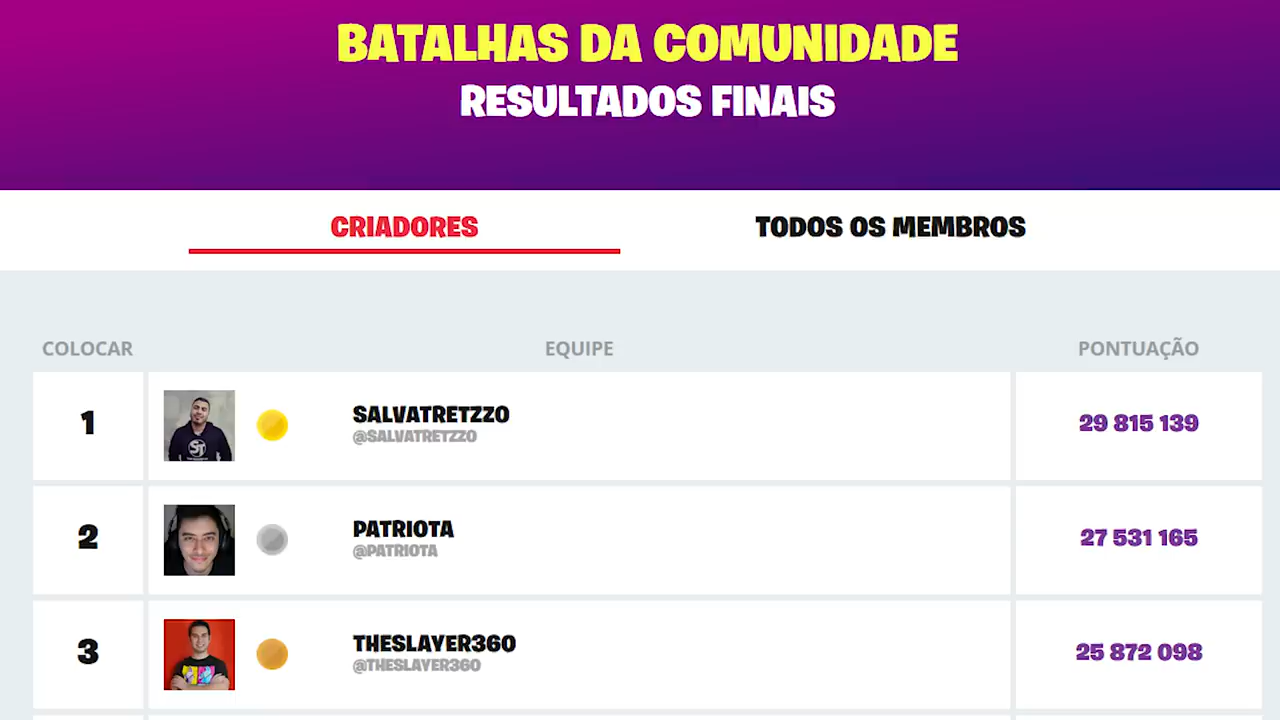 BATALHAS DA COMUNIDADE
RESULTADOS FINAIS
CRIADORES TODOS OS MEMBROS
COLOCAR EQUIPE PONTUAÇÃO
1 SALVATRETZZO 29 815 139
@SALVATRETZZO
2 PATRIOTA 27 531 165
@PATRIOTA
3 THESLAYER360 25 872 098
@THESLAYER360